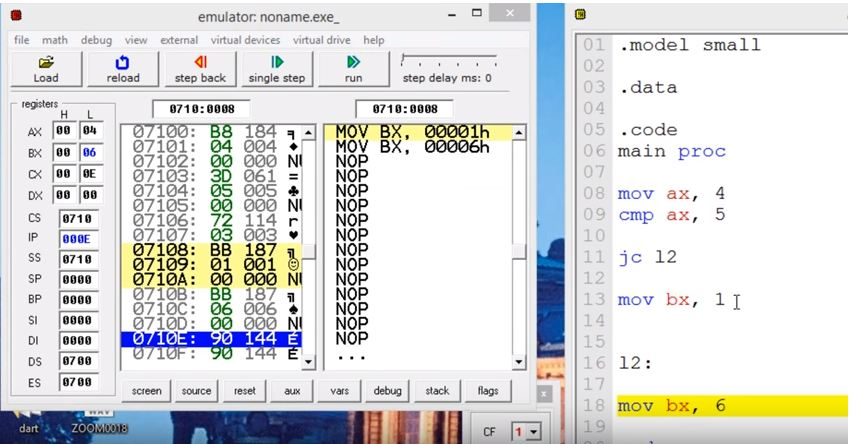 emulator: noname.exe_
file math debug view external virtual devices virtual drive help
Load reload step back single step run step delay ms: 0
registers
H L
AX 00 04
BX 00 06
CX 00 0E
DX 00 00
CS 0710
IP 000E
SS 0710
SP 0000
BP 0000
SI 0000
DI 0000
DS 0700
ES 0700
0710:0008
07100: B8 184 ╕
07101: 04 004 ♦
07102: 00 000 NU
07103: 3D 061 =
07104: 05 005 ♣
07105: 00 000 NU
07106: 72 114 r
07107: 03 003 ♥
07108: BB 187 ╗
07109: 01 001 ☺
0710A: 00 000 NU
0710B: BB 187 ╗
0710C: 06 006 ♠
0710D: 00 000 NU
0710E: 90 144 É
0710F: 90 144 É
0710:0008
MOV BX, 00001h
MOV BX, 00006h
NOP
NOP
NOP
NOP
NOP
NOP
NOP
NOP
NOP
NOP
NOP
NOP
NOP
...
screen source reset aux vars debug stack flags
01 .model small
02
03 .data
04
05 .code
06 main proc
07
08 mov ax, 4
09 cmp ax, 5
10
11 jc l2
12
13 mov bx, 1
14
15
16 l2:
17
18 mov bx, 6
19
dart ZOOM0018
CF 1